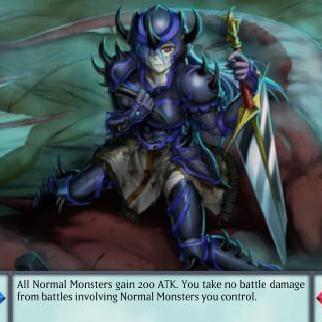 All Normal Monsters gain 200 ATK. You take no battle damage
from battles involving Normal Monsters you control.